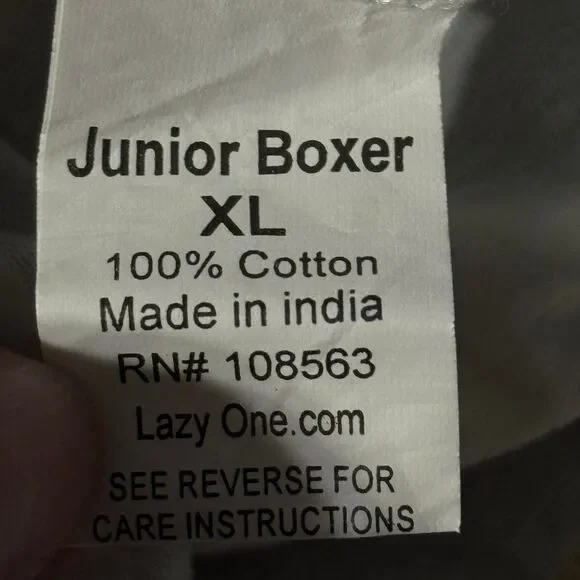 Junior Boxer
XL
100% Cotton
Made in india
RN# 108563
Lazy One.com
SEE REVERSE FOR
CARE INSTRUCTIONS